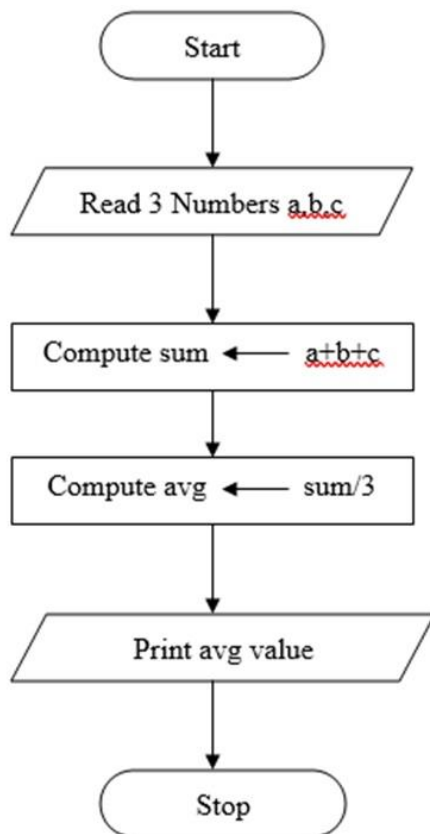 Start
Read 3 Numbers a,b,c
Compute sum ← a+b+c
Compute avg ← sum/3
Print avg value
Stop